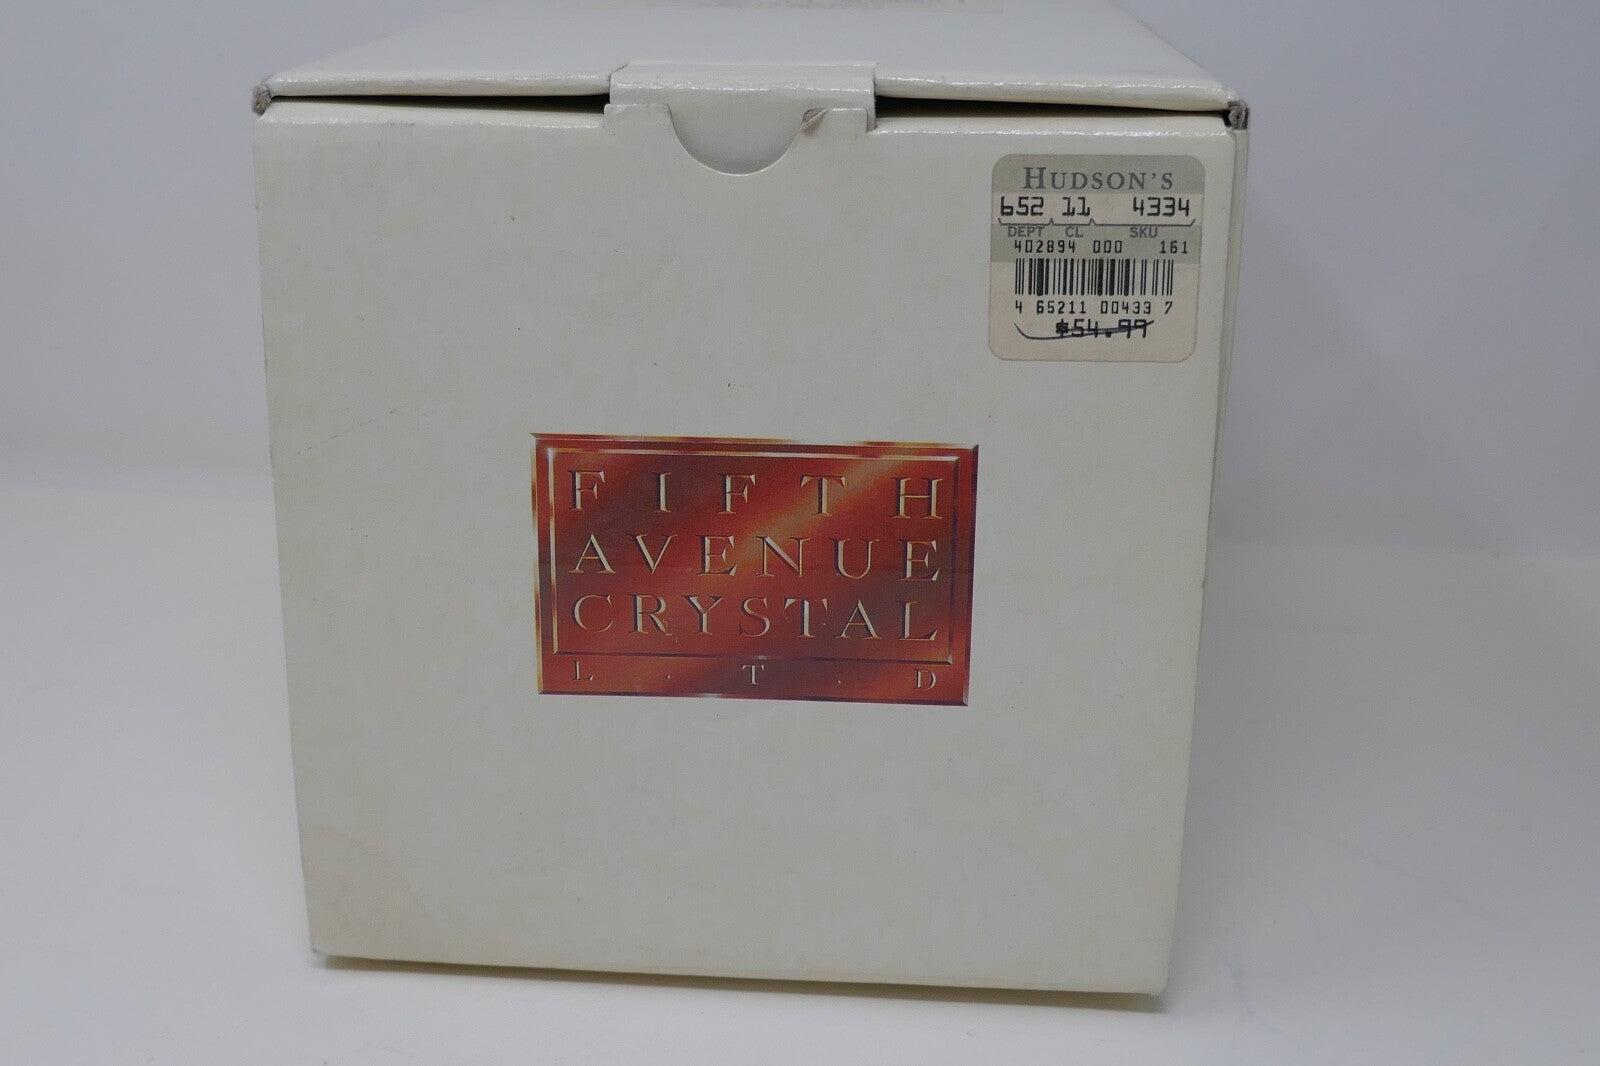 HUDSON'S
652 11 4334
DEPT CL SKU
402894 000 161
4 65211 00433 7
$54.99
FIFTH
AVENUE
CRYSTAL
L.T.D